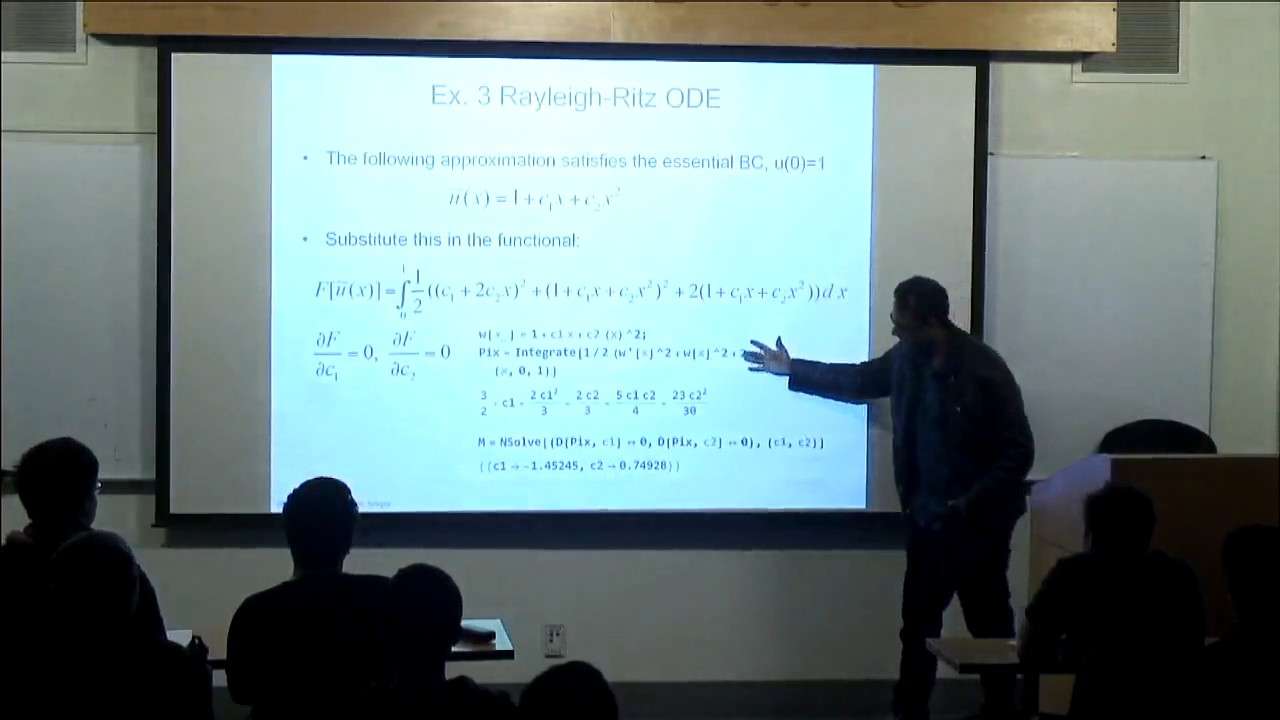 Ex. 3 Rayleigh-Ritz ODE
• The following approximation satisfies the essential BC, u(0)=1
ũ(x) = 1 + c₁x + c₂x²
• Substitute this in the functional:
F[ũ(x)] = ∫₀¹ 1/2 ((c₁ + 2c₂x)² + (1 + c₁x + c₂x²)² + 2(1 + c₁x + c₂x²)) dx
∂F/∂c₁ = 0, ∂F/∂c₂ = 0
w[x_] = 1 + c1 x + c2 (x)^2;
Pix = Integrate[1/2 (w'[x]^2 + w[x]^2 +
{x, 0, 1}]
3/2 + c1 + 2 c1²/3 + 2 c2/3 + 5 c1 c2/4 + 23 c2²/30
M = NSolve[{D[Pix, c1] == 0, D[Pix, c2] == 0}, {c1, c2}]
{{c1 → -1.45245, c2 → 0.74928}}